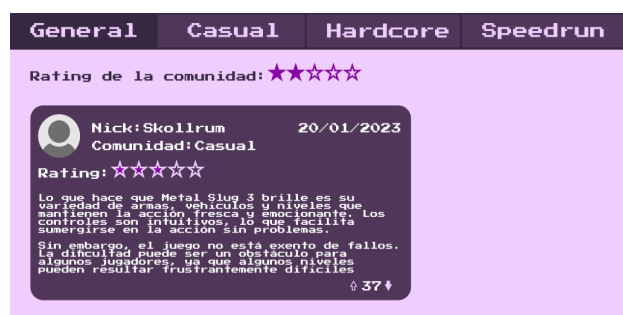 General Casual Hardcore Speedrun
Rating de la comunidad:
Nick:Skollrum 20/01/2023
Comunidad:Casual
Rating:
Lo que hace que Metal Slug 3 brille es su
variedad de armas, vehículos y niveles que
mantienen la acción fresca y emocionante. Los
controles son intuitivos, lo que facilita
sumergirse en la acción sin problemas.
Sin embargo, el juego no está exento de fallos.
La dificultad puede ser un obstáculo para
algunos jugadores, ya que algunos niveles
pueden resultar frustrantemente difíciles
37